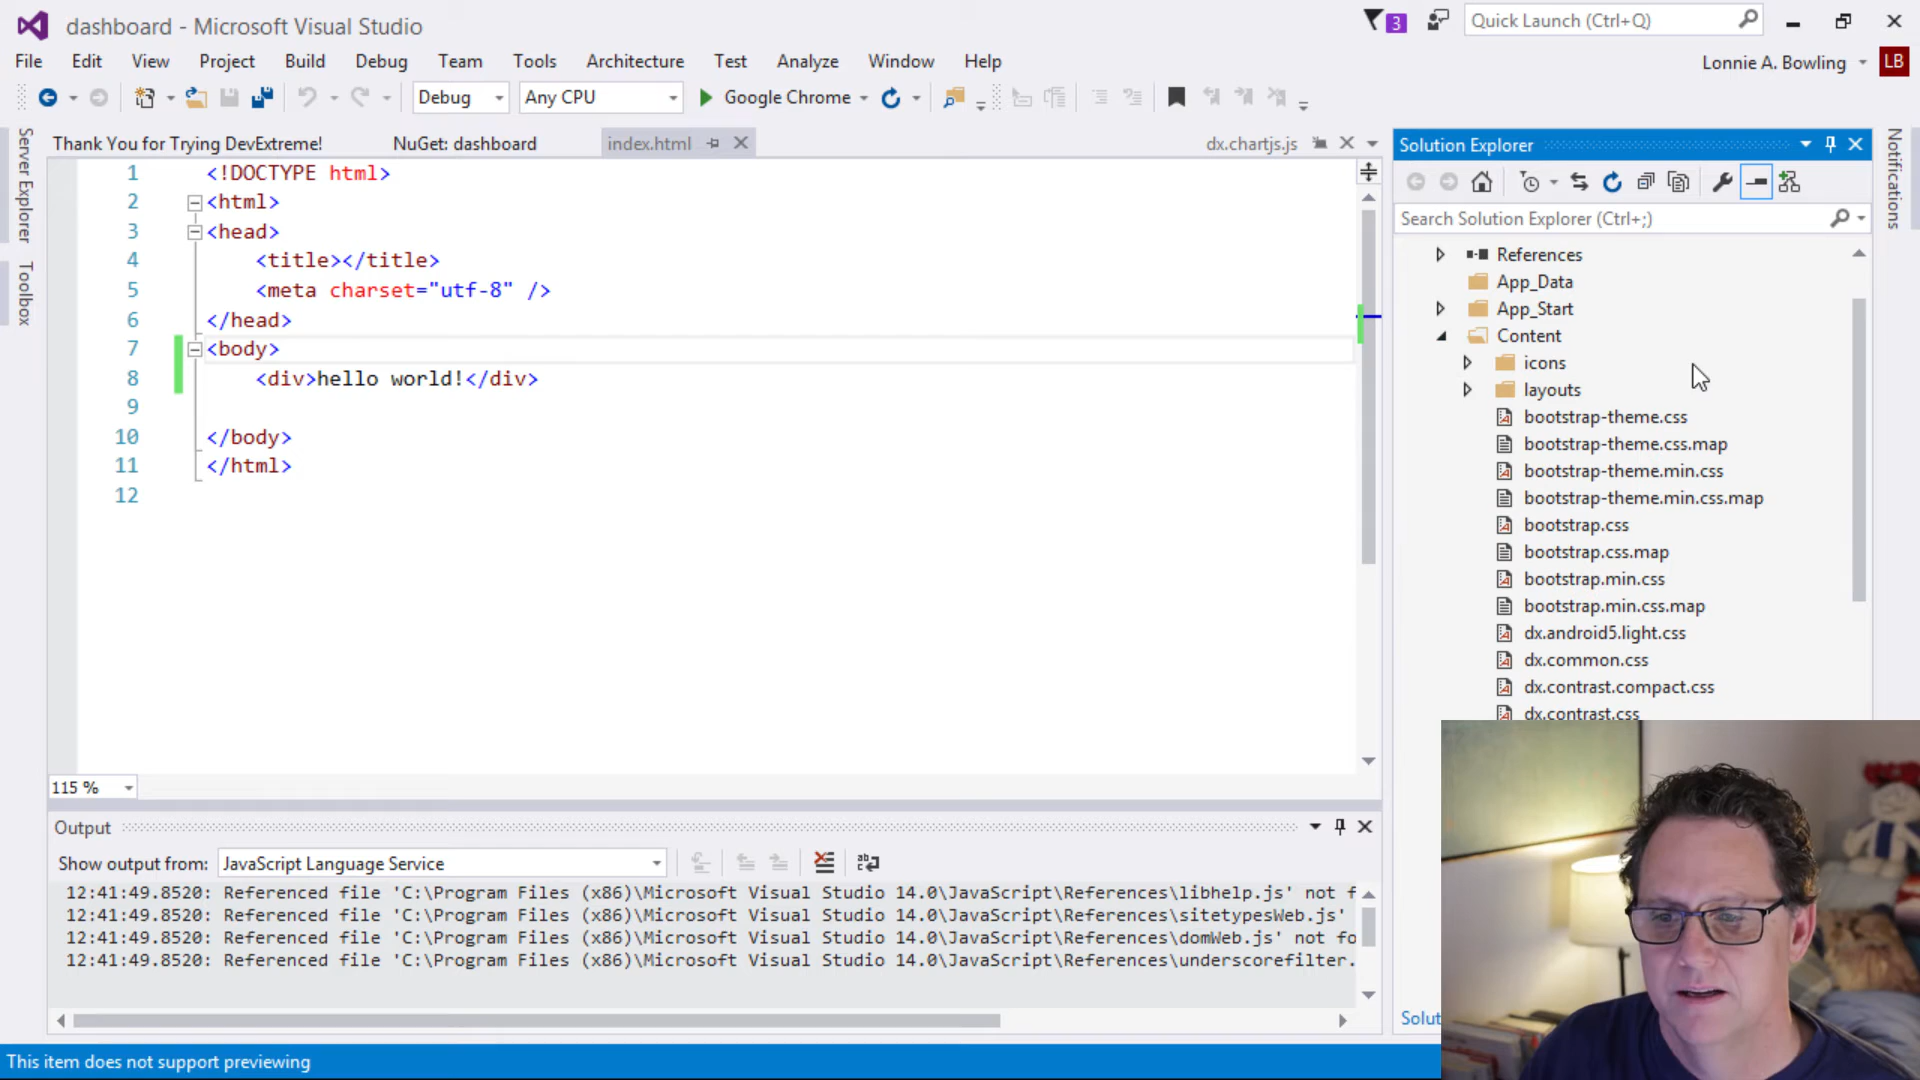 dashboard - Microsoft Visual Studio
3
Quick Launch (Ctrl+Q)
File Edit View Project Build Debug Team Tools Architecture Test Analyze Window Help
Lonnie A. Bowling
LB
Debug
Any CPU
Google Chrome
Server Explorer
Toolbox
Thank You for Trying DevExtreme!
NuGet: dashboard
index.html
dx.chartjs.js
1 <!DOCTYPE html>
2 <html>
3 <head>
4 <title></title>
5 <meta charset="utf-8" />
6 </head>
7 <body>
8 <div>hello world!</div>
9
10 </body>
11 </html>
12
115 %
Solution Explorer
Search Solution Explorer (Ctrl+;)
References
App_Data
App_Start
Content
icons
layouts
bootstrap-theme.css
bootstrap-theme.css.map
bootstrap-theme.min.css
bootstrap-theme.min.css.map
bootstrap.css
bootstrap.css.map
bootstrap.min.css
bootstrap.min.css.map
dx.android5.light.css
dx.common.css
dx.contrast.compact.css
dx.contrast.css
Notifications
Output
Show output from: JavaScript Language Service
12:41:49.8520: Referenced file 'C:\Program Files (x86)\Microsoft Visual Studio 14.0\JavaScript\References\libhelp.js' not f
12:41:49.8520: Referenced file 'C:\Program Files (x86)\Microsoft Visual Studio 14.0\JavaScript\References\sitetypesWeb.js'
12:41:49.8520: Referenced file 'C:\Program Files (x86)\Microsoft Visual Studio 14.0\JavaScript\References\domWeb.js' not fo
12:41:49.8520: Referenced file 'C:\Program Files (x86)\Microsoft Visual Studio 14.0\JavaScript\References\underscorefilter.
Solut
This item does not support previewing